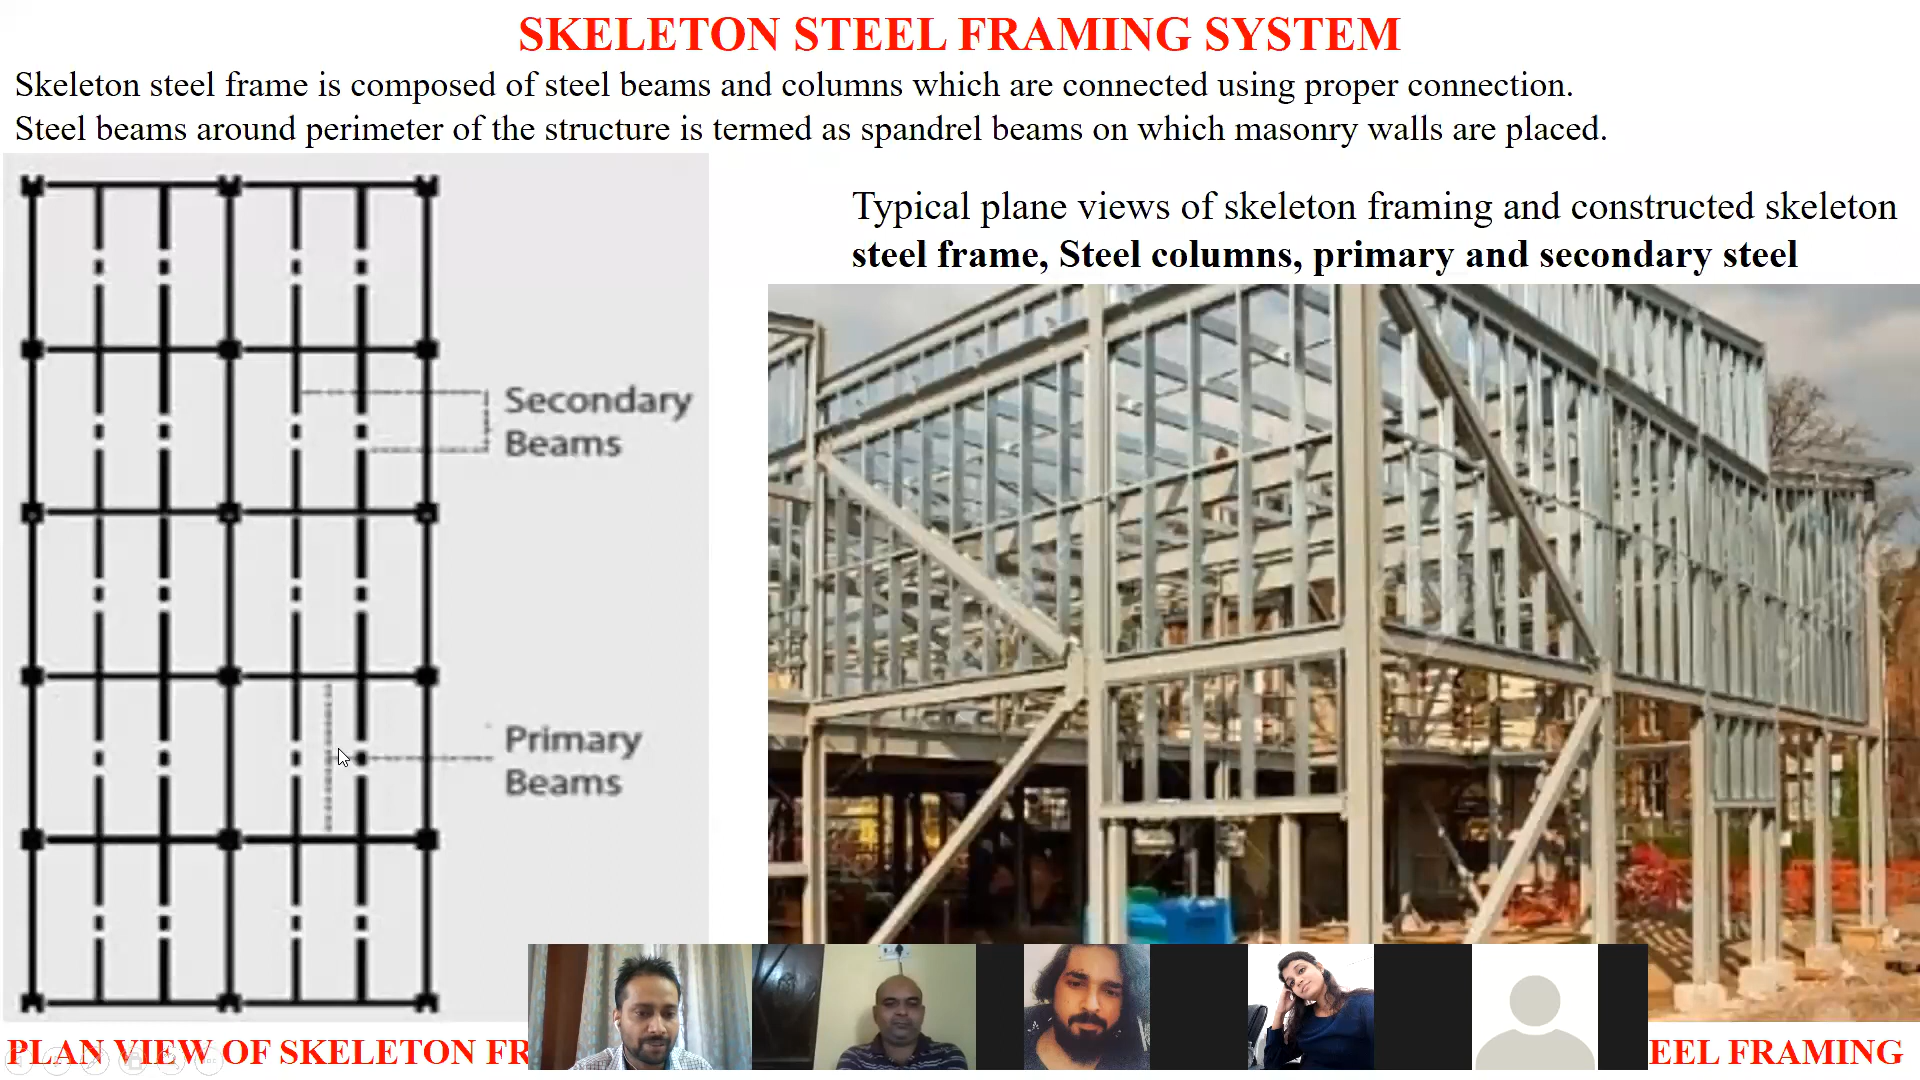 SKELETON STEEL FRAMING SYSTEM
Skeleton steel frame is composed of steel beams and columns which are connected using proper connection.
Steel beams around perimeter of the structure is termed as spandrel beams on which masonry walls are placed.
Typical plane views of skeleton framing and constructed skeleton
steel frame, Steel columns, primary and secondary steel
Secondary
Beams
Primary
Beams
PLAN VIEW OF SKELETON FR
EEL FRAMING